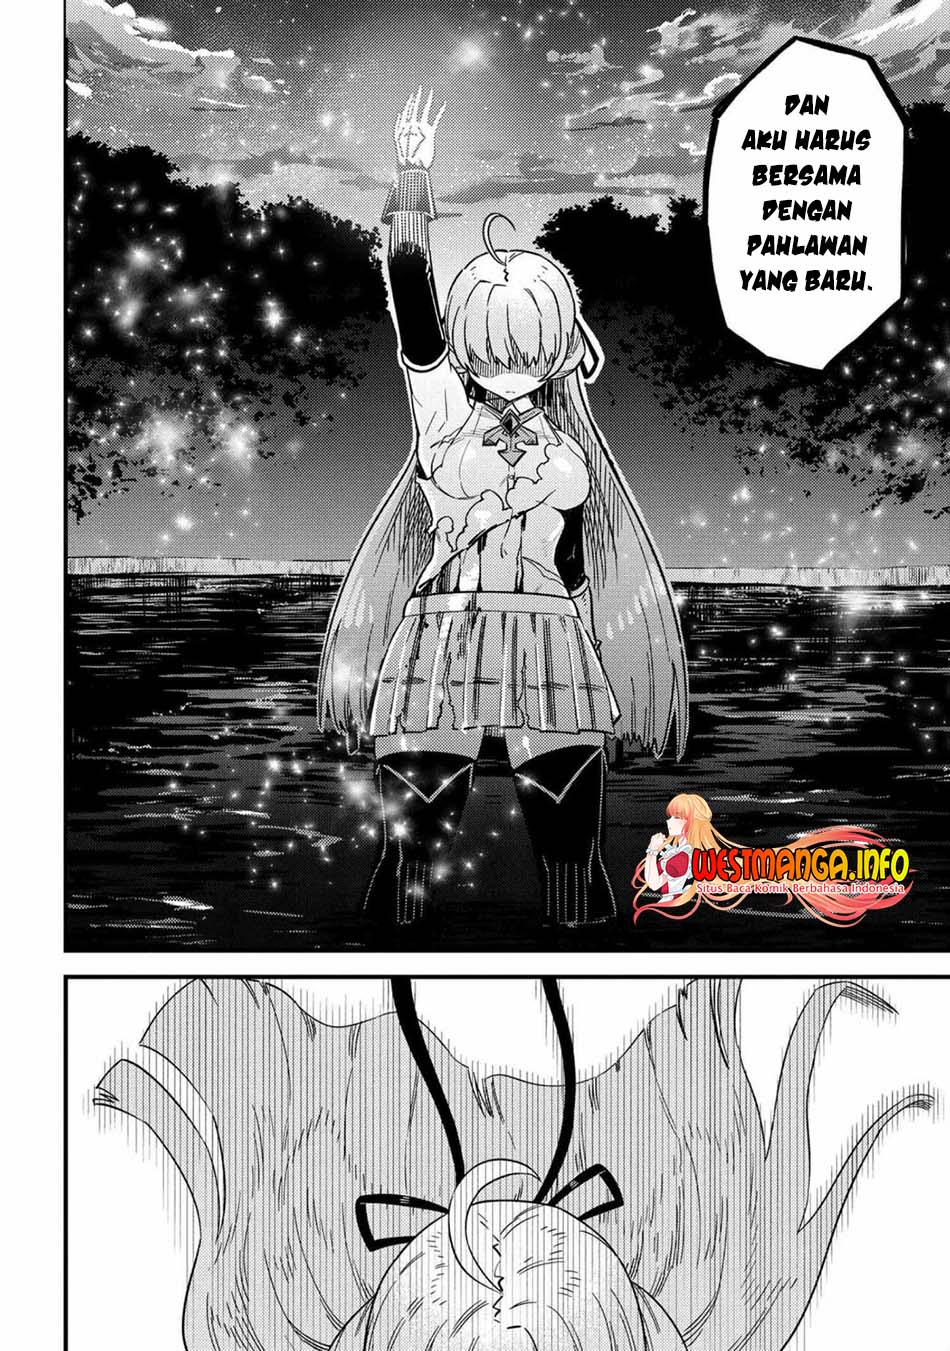 DAN
AKU HARUS
BERSAMA
DENGAN
PAHLAWAN
YANG BARU.
WESTMANGA.INFO
Situs Baca Komik Berbahasa Indonesia